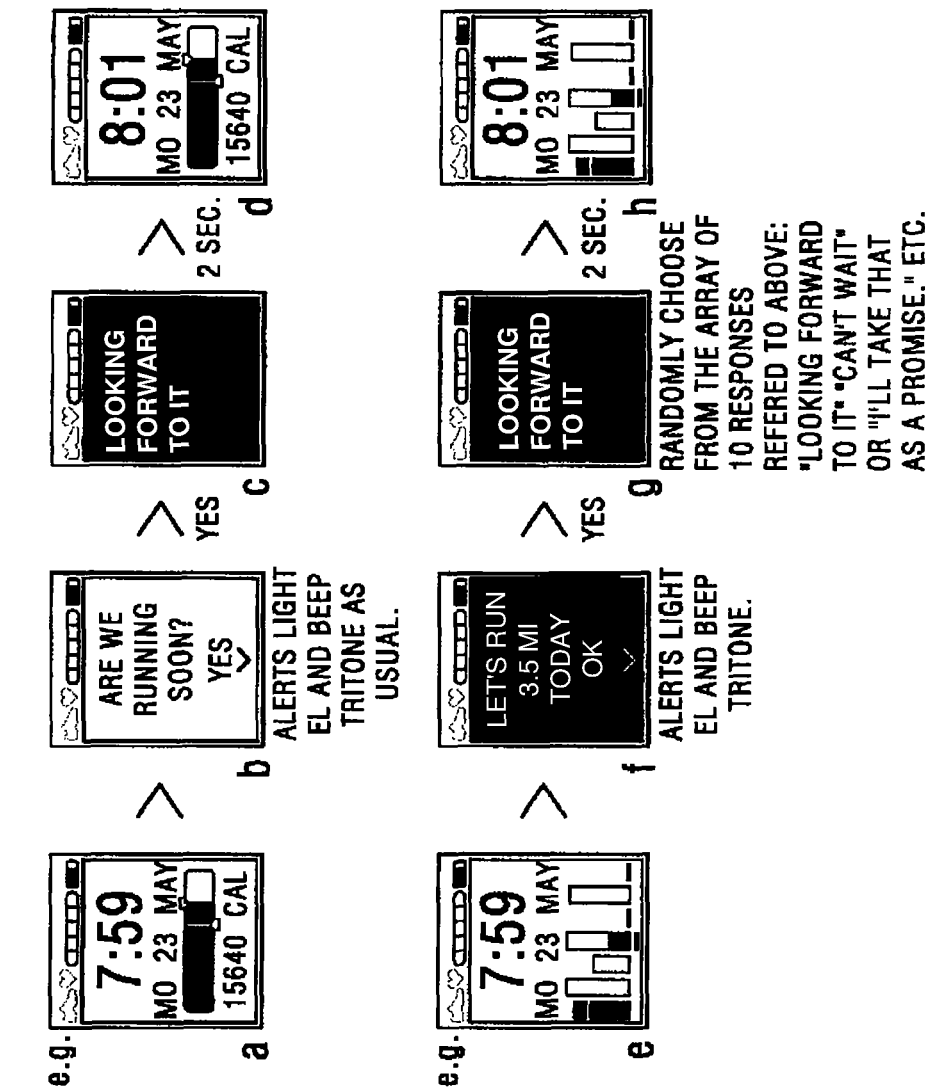 e.g.
7:59
MO 23 MAY
15640 CAL
a
ARE WE
RUNNING
SOON?
YES
b
ALERTS LIGHT
EL AND BEEP
TRITONE AS
USUAL.
YES
LOOKING
FORWARD
TO IT
c
2 SEC.
8:01
MO 23 MAY
15640 CAL
d
e.g.
7:59
MO 23 MAY
e
LET'S RUN
3.5 MI
TODAY
OK
f
ALERTS LIGHT
EL AND BEEP
TRITONE.
YES
LOOKING
FORWARD
TO IT
g
RANDOMLY CHOOSE
FROM THE ARRAY OF
10 RESPONSES
REFERED TO ABOVE:
"LOOKING FORWARD
TO IT" "CAN'T WAIT"
OR "I'LL TAKE THAT
AS A PROMISE." ETC.
2 SEC.
8:01
MO 23 MAY
h